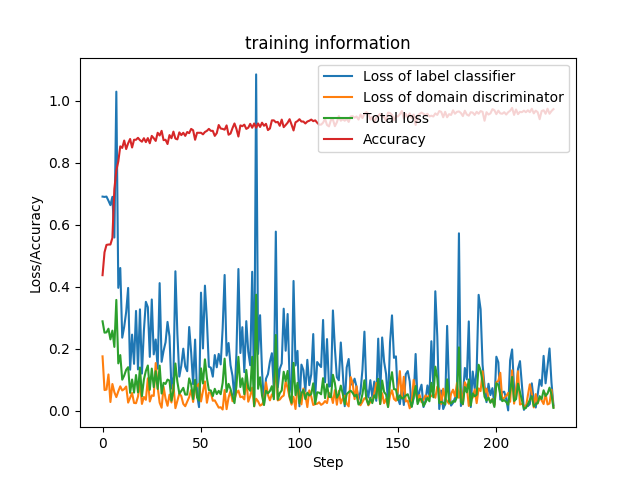 training information
Loss of label classifier
Loss of domain discriminator
Total loss
Accuracy
Loss/Accuracy
1.0
0.8
0.6
0.4
0.2
0.0
0 50 100 150 200
Step